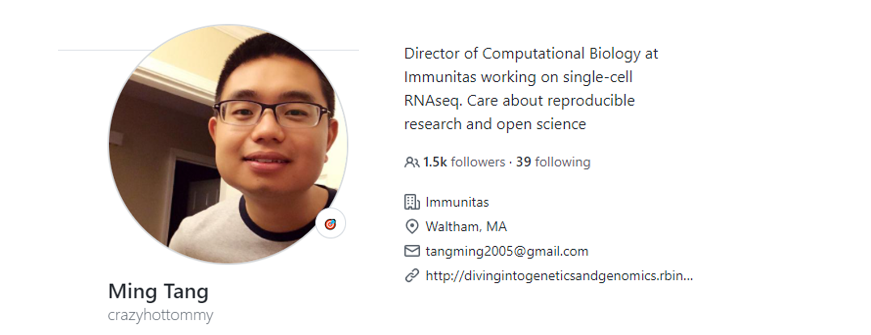 Director of Computational Biology at
Immunitas working on single-cell
RNAseq. Care about reproducible
research and open science
1.5k followers · 39 following
Immunitas
Waltham, MA
tangming2005@gmail.com
http://divingintogeneticsandgenomics.rbin...
Ming Tang
crazyhottommy